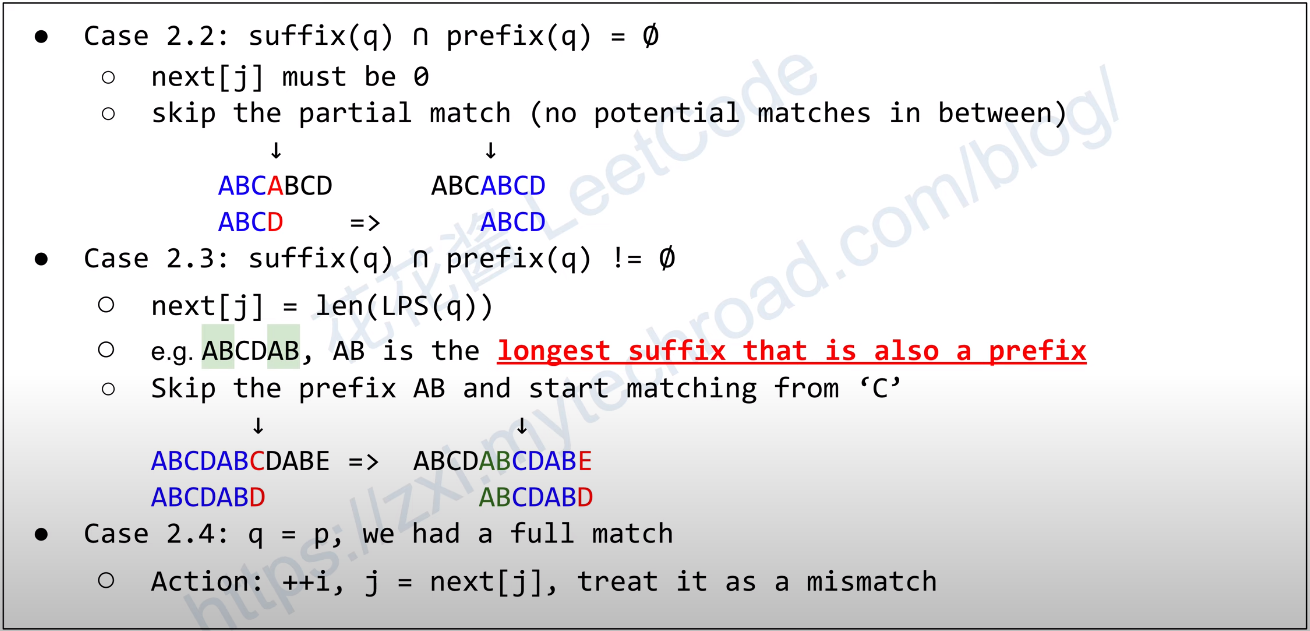 ● Case 2.2: suffix(q) ∩ prefix(q) = Ø
○ next[j] must be 0
○ skip the partial match (no potential matches in between)
↓ ↓
ABCABCD ABCABCD
ABCD => ABCD
● Case 2.3: suffix(q) ∩ prefix(q) != Ø
○ next[j] = len(LPS(q))
○ e.g. ABCDAB, AB is the longest suffix that is also a prefix
○ Skip the prefix AB and start matching from ‘C’
↓ ↓
ABCDABCDABE => ABCDABCDABE
ABCDABD ABCDABD
● Case 2.4: q = p, we had a full match
○ Action: ++i, j = next[j], treat it as a mismatch
花花酱 LeetCode
https://zxi.mytechroad.com/blog/